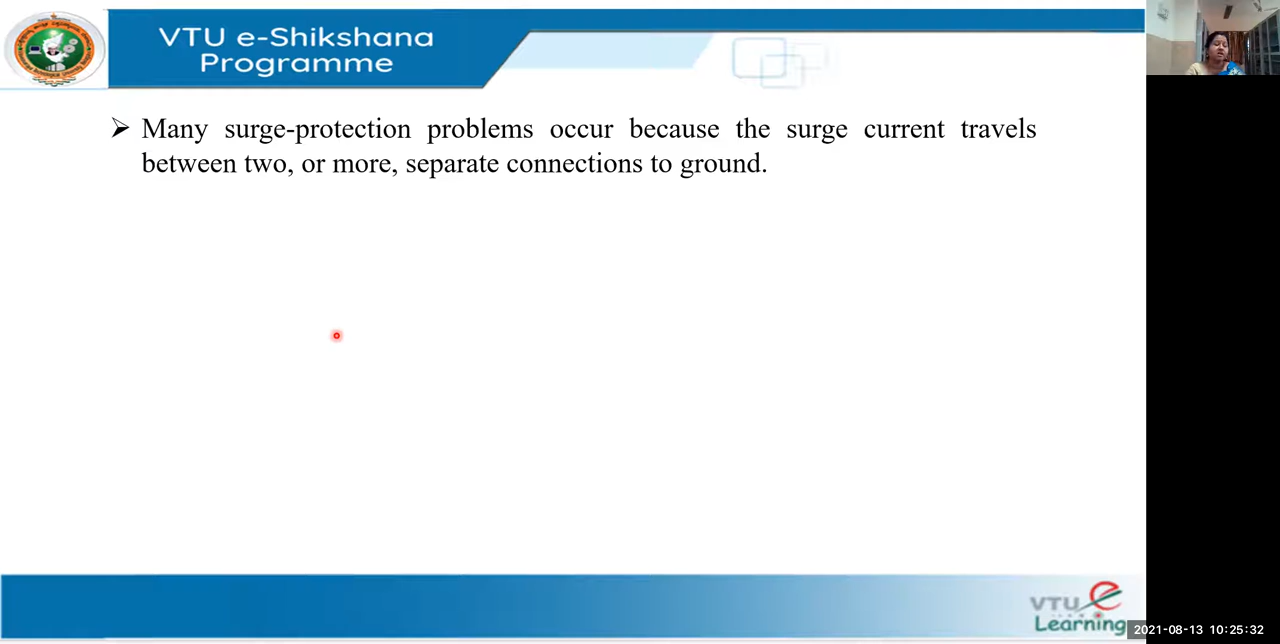 VTU e-Shikshana
Programme
➢ Many surge-protection problems occur because the surge current travels
between two, or more, separate connections to ground.
VTU e
Learning
2021-08-13 10:25:32